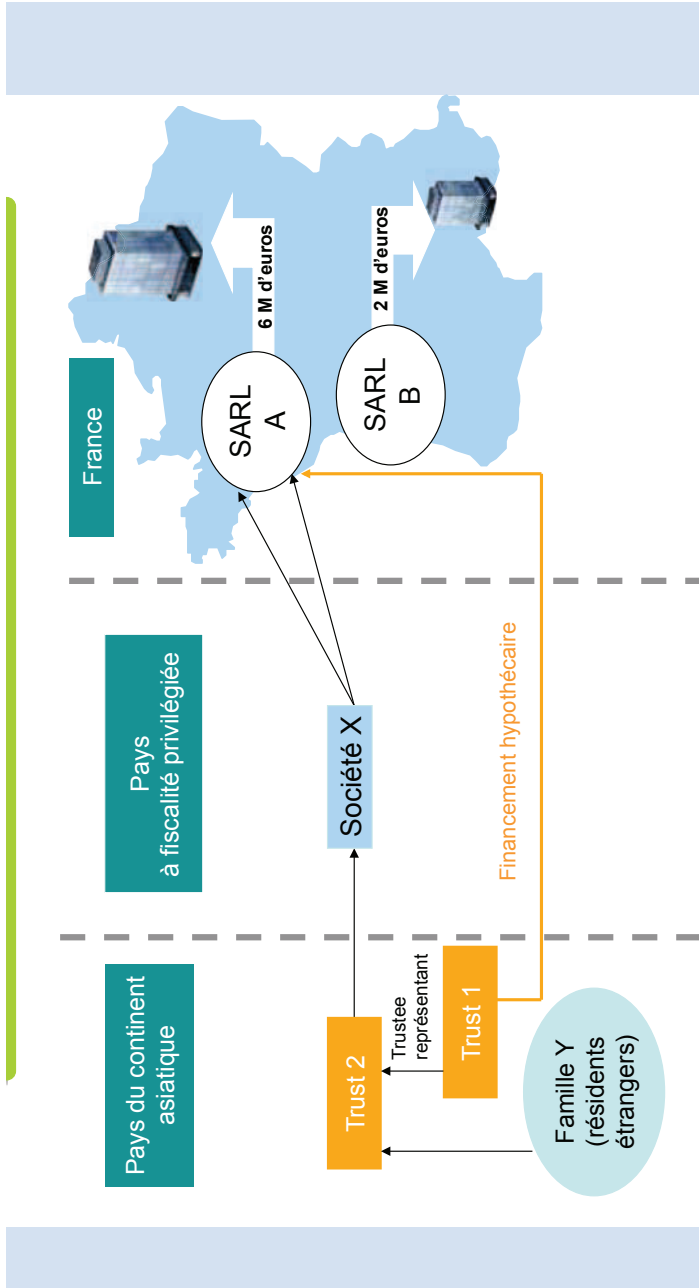 Pays du continent
asiatique
Pays
à fiscalité privilégiée
France
Trust 2
Trustee
représentant
Trust 1
Famille Y
(résidents
étrangers)
Société X
Financement hypothécaire
SARL
A
6 M d'euros
SARL
B
2 M d'euros